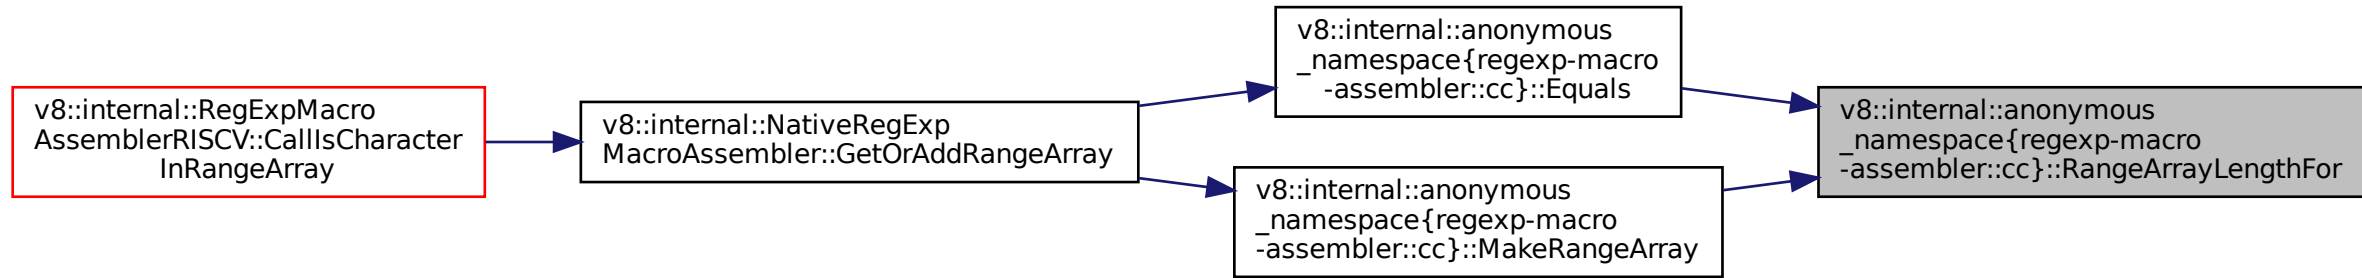 v8::internal::RegExpMacro
AssemblerRISCV::CallIsCharacter
InRangeArray
v8::internal::NativeRegExp
MacroAssembler::GetOrAddRangeArray
v8::internal::anonymous
_namespace{regexp-macro
-assembler::cc}::Equals
v8::internal::anonymous
_namespace{regexp-macro
-assembler::cc}::MakeRangeArray
v8::internal::anonymous
_namespace{regexp-macro
-assembler::cc}::RangeArrayLengthFor